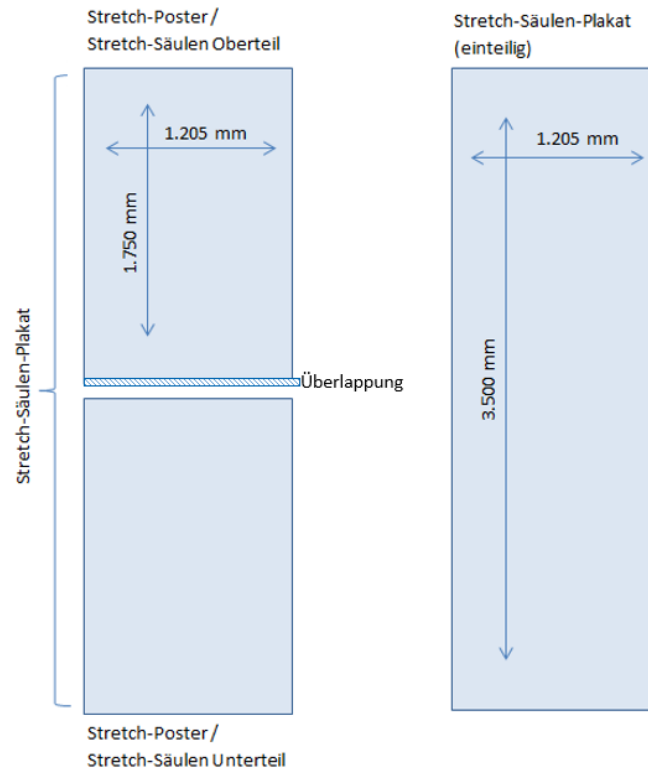 Stretch-Poster /
Stretch-Säulen Oberteil
1.205 mm
1.750 mm
Überlappung
Stretch-Säulen-Plakat
Stretch-Poster /
Stretch-Säulen Unterteil
Stretch-Säulen-Plakat
(einteilig)
1.205 mm
3.500 mm